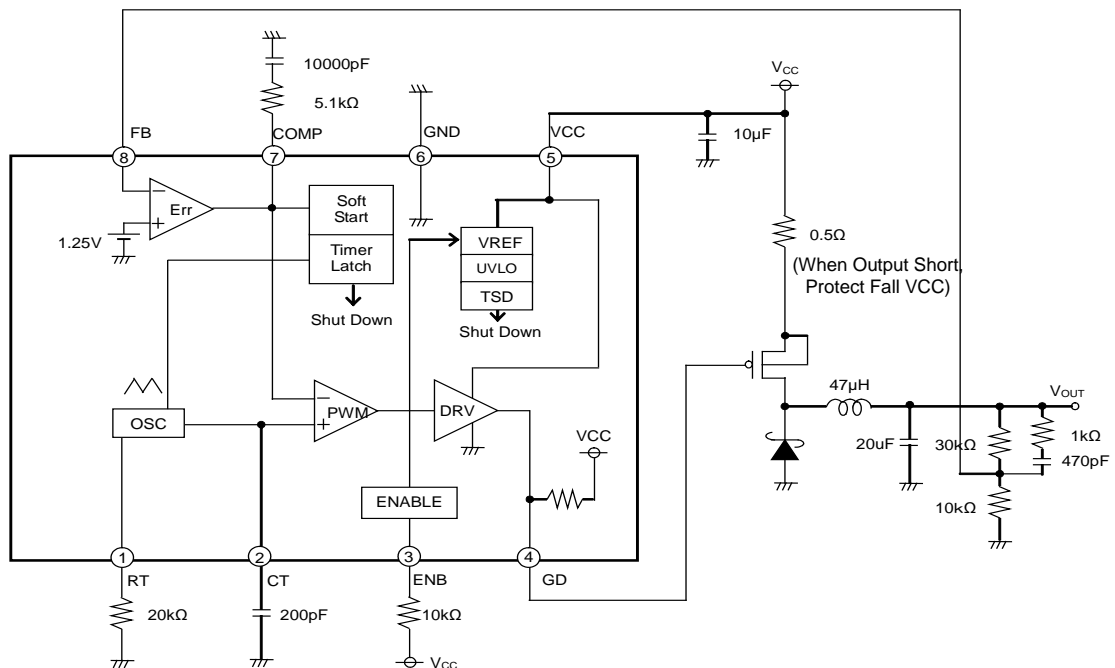 10000pF
5.1kΩ
FB
COMP
GND
VCC
8
7
6
5
VCC
10µF
0.5Ω
(When Output Short,
Protect Fall VCC)
Err
1.25V
Soft
Start
Timer
Latch
Shut Down
VREF
UVLO
TSD
Shut Down
OSC
PWM
DRV
VCC
ENABLE
47µH
VOUT
20uF
30kΩ
1kΩ
470pF
10kΩ
1
2
3
4
RT
CT
ENB
GD
20kΩ
200pF
10kΩ
VCC